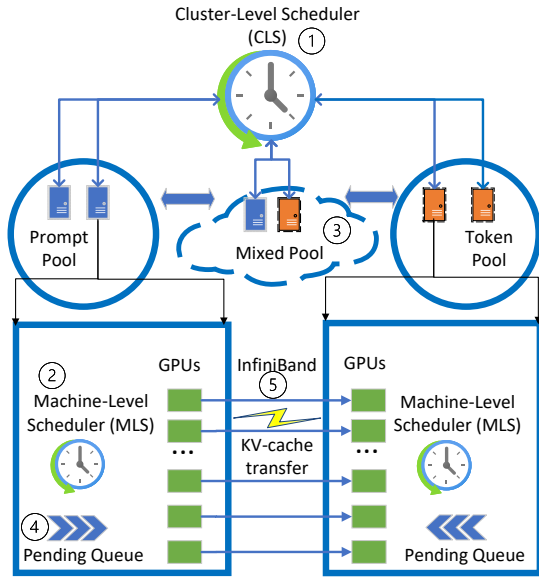 Cluster-Level Scheduler
(CLS)
1
Prompt
Pool
Mixed Pool
3
Token
Pool
GPUs
InfiniBand
GPUs
2
5
Machine-Level
Scheduler (MLS)
Machine-Level
Scheduler (MLS)
...
KV-cache
transfer
...
4
Pending Queue
Pending Queue